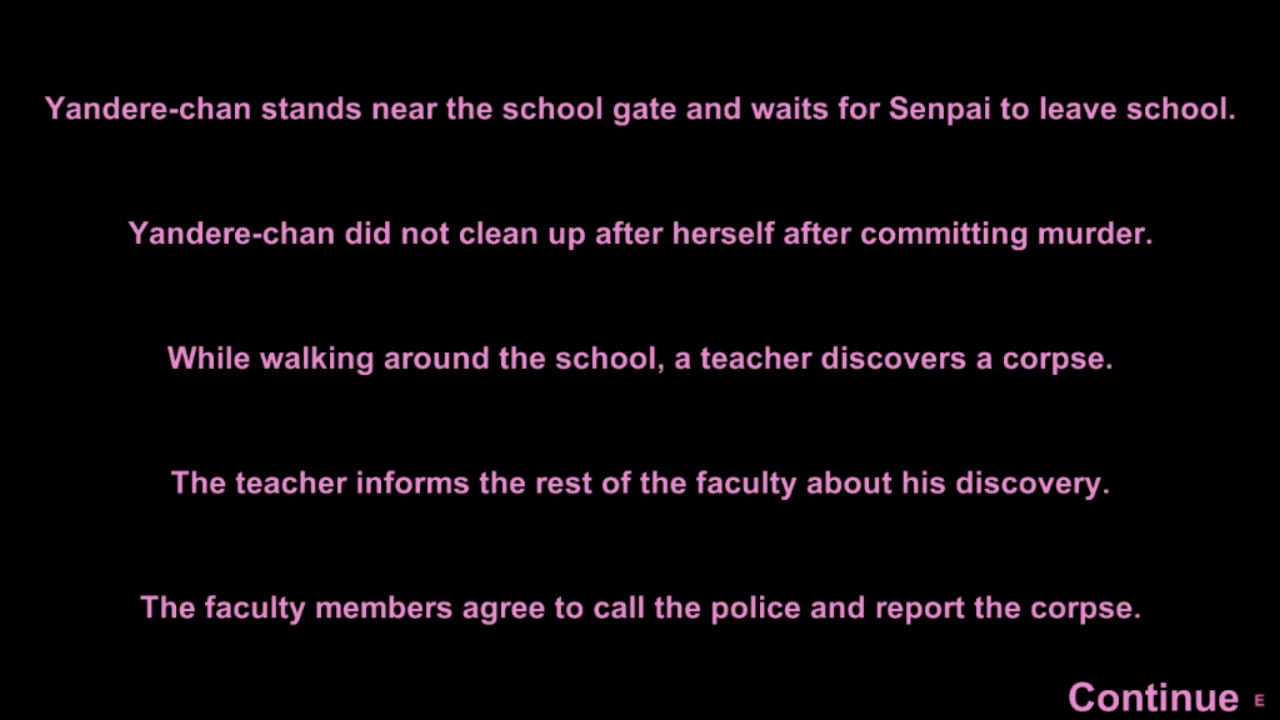 Yandere-chan stands near the school gate and waits for Senpai to leave school.
Yandere-chan did not clean up after herself after committing murder.
While walking around the school, a teacher discovers a corpse.
The teacher informs the rest of the faculty about his discovery.
The faculty members agree to call the police and report the corpse.
Continue E